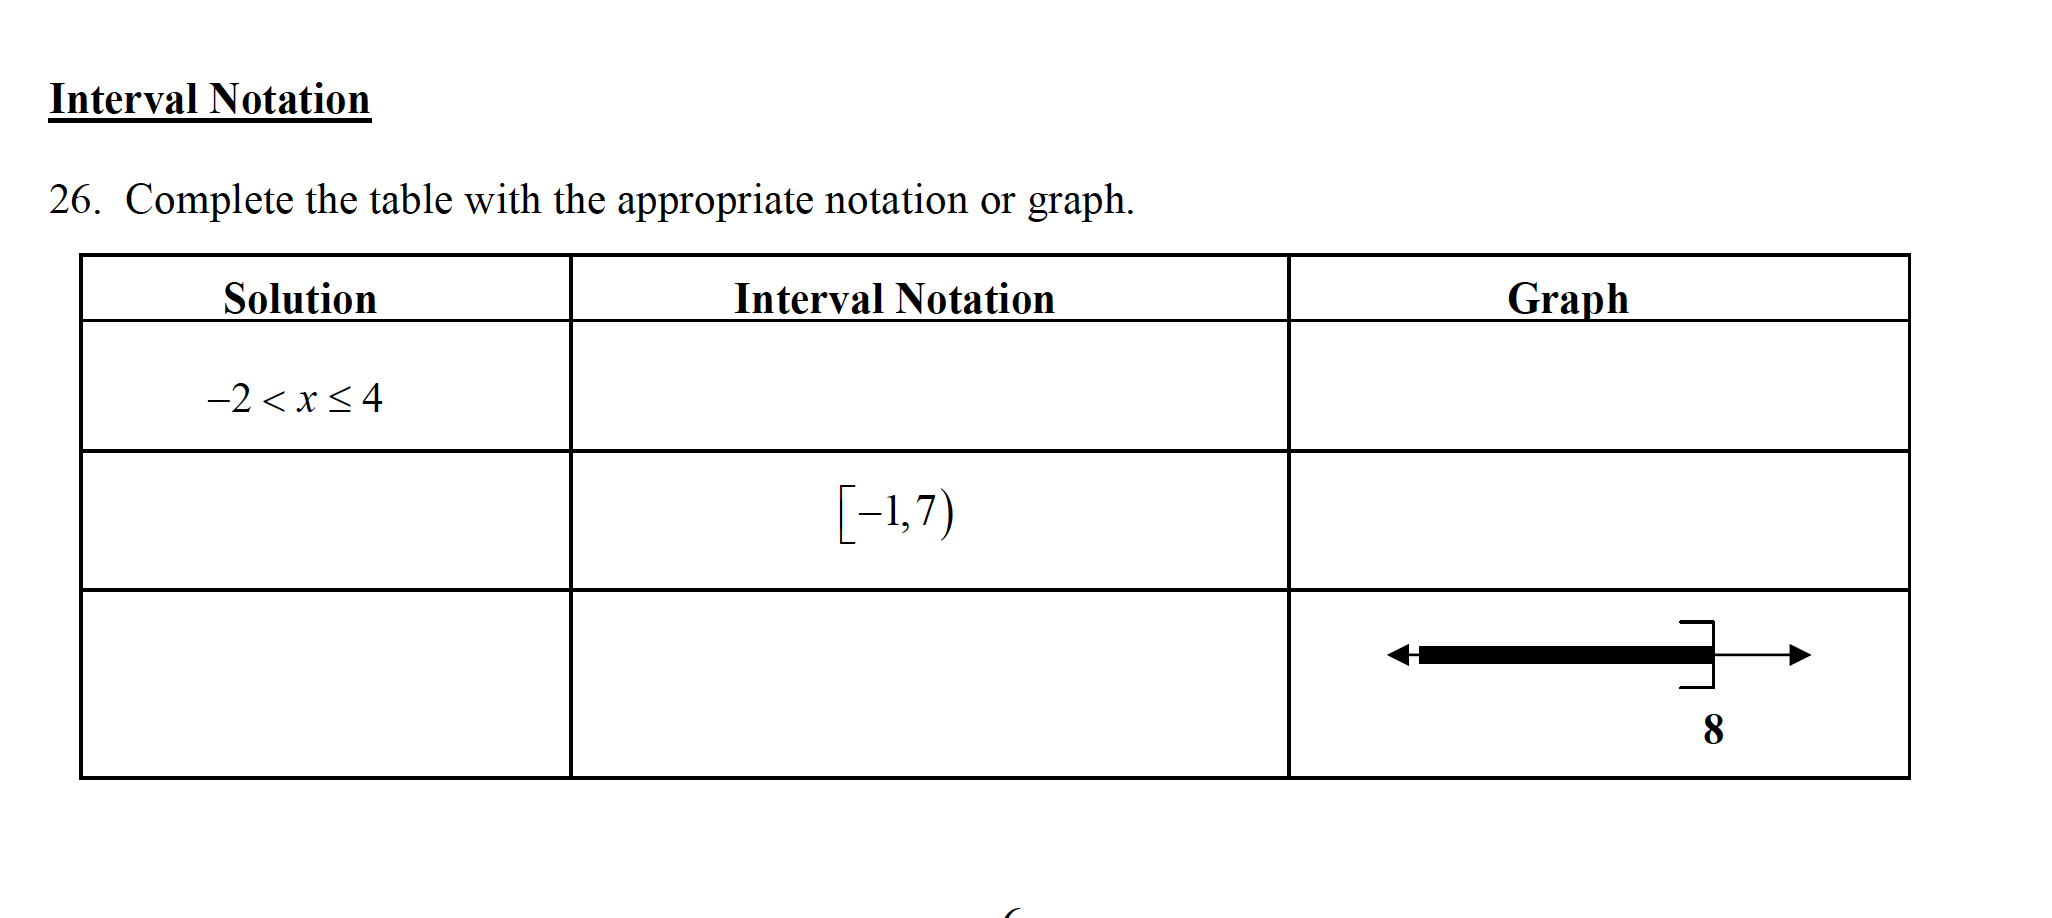 Interval Notation
26. Complete the table with the appropriate notation or graph.
Solution Interval Notation Graph
−2 < x ≤ 4
[−1,7)
8